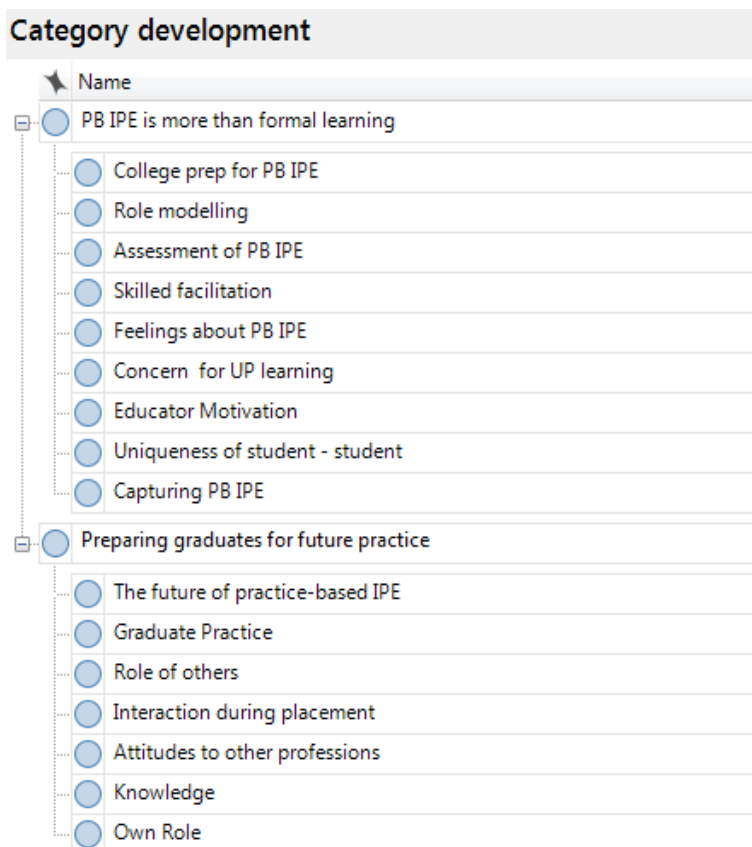 Category development
Name
PB IPE is more than formal learning
College prep for PB IPE
Role modelling
Assessment of PB IPE
Skilled facilitation
Feelings about PB IPE
Concern for UP learning
Educator Motivation
Uniqueness of student - student
Capturing PB IPE
Preparing graduates for future practice
The future of practice-based IPE
Graduate Practice
Role of others
Interaction during placement
Attitudes to other professions
Knowledge
Own Role